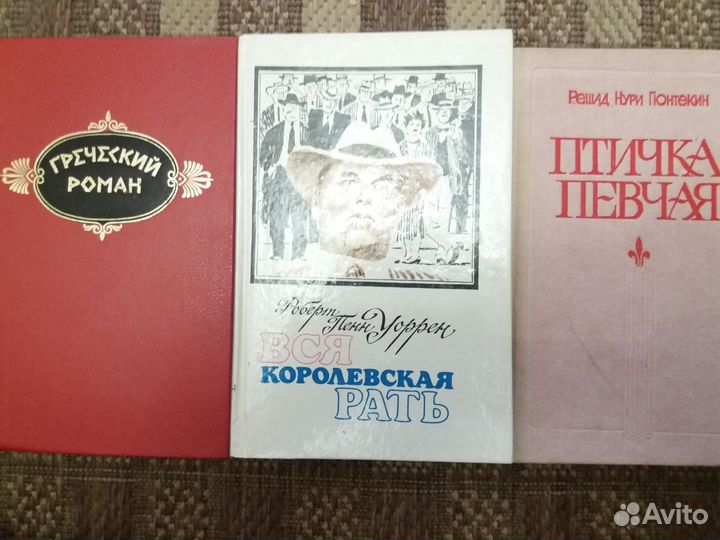 ГРЕЧЕСКИЙ
РОМАН
Роберт
Пенн Уоррен
ВСЯ
КОРОЛЕВСКАЯ
РАТЬ
Решад Нури Гюнтекин
ПТИЧКА
ПЕВЧАЯ
Avito